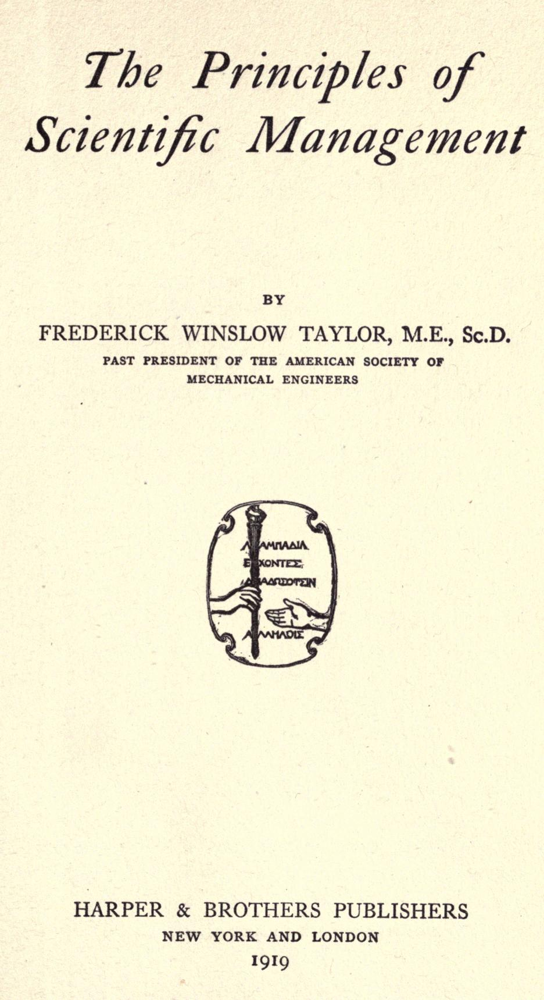 The Principles of
Scientific Management
BY
FREDERICK WINSLOW TAYLOR, M.E., Sc.D.
PAST PRESIDENT OF THE AMERICAN SOCIETY OF
MECHANICAL ENGINEERS
ΛΑΜΠΑΔΙΑ
ΕΧΟΝΤΕΣ
ΔΙΑΔΩΣΟΥΣΙΝ
ΑΛΛΗΛΟΙΣ
HARPER & BROTHERS PUBLISHERS
NEW YORK AND LONDON
1919